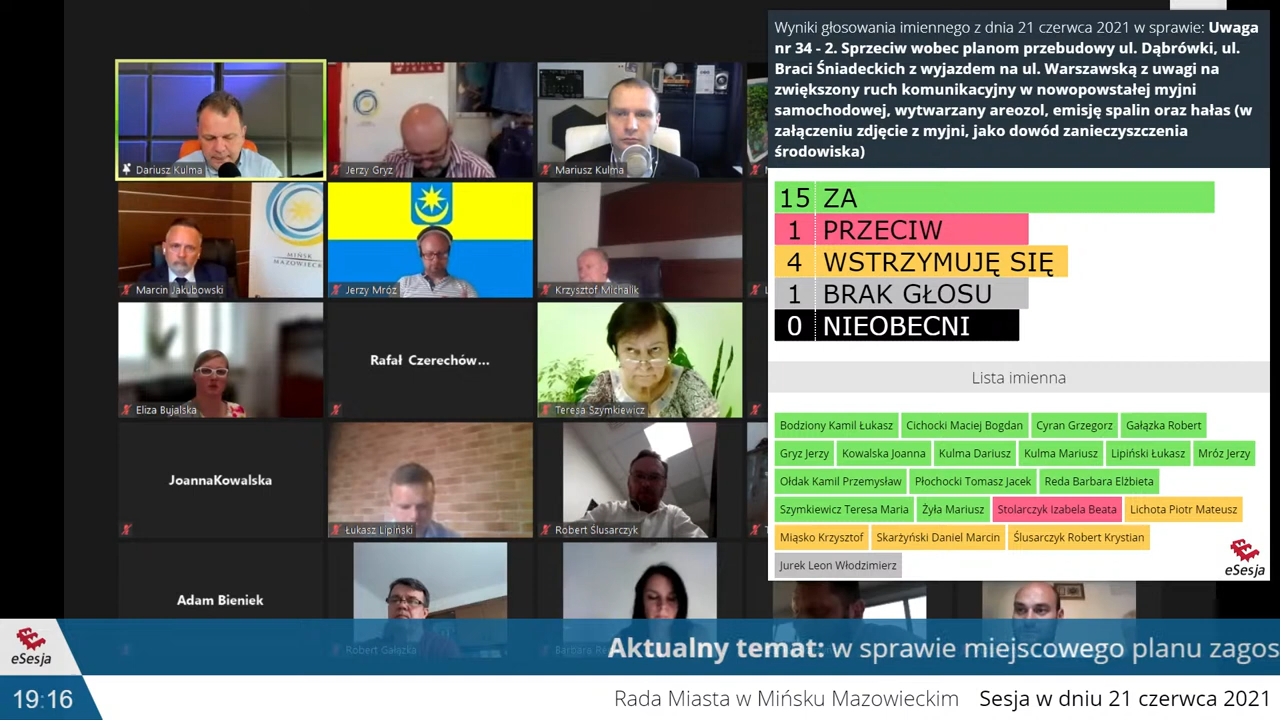 Wyniki głosowania imiennego z dnia 21 czerwca 2021 w sprawie: Uwaga
nr 34 - 2. Sprzeciw wobec planom przebudowy ul. Dąbrówki, ul.
Braci Śniadeckich z wyjazdem na ul. Warszawską z uwagi na
zwiększony ruch komunikacyjny w nowopowstałej myjni
samochodowej, wytwarzany areozol, emisję spalin oraz hałas (w
załączeniu zdjęcie z myjni, jako dowód zanieczyszczenia
środowiska)
15 ZA
1 PRZECIW
4 WSTRZYMUJĘ SIĘ
1 BRAK GŁOSU
0 NIEOBECNI
Lista imienna
Bodziony Kamil Łukasz Cichocki Maciej Bogdan Cyran Grzegorz Gałązka Robert
Gryz Jerzy Kowalska Joanna Kulma Dariusz Kulma Mariusz Lipiński Łukasz Mróz Jerzy
Ołdak Kamil Przemysław Płochocki Tomasz Jacek Reda Barbara Elżbieta
Szymkiewicz Teresa Maria Żyła Mariusz Stolarczyk Izabela Beata Lichota Piotr Mateusz
Miąsko Krzysztof Skarżyński Daniel Marcin Ślusarczyk Robert Krystian
Jurek Leon Włodzimierz
eSesja
Dariusz Kulma
Jerzy Gryz
Mariusz Kulma
Marcin Jakubowski
MIŃSK
MAZOWIECK
Jerzy Mróz
Krzysztof Michalik
Eliza Bujalska
Rafał Czerechów...
Teresa Szymkiewicz
JoannaKowalska
Łukasz Lipiński
Robert Ślusarczyk
Adam Bieniek
Robert Gałązka
eSesja
Aktualny temat: w sprawie miejscowego planu zagos
19:16
Rada Miasta w Mińsku Mazowieckim Sesja w dniu 21 czerwca 2021